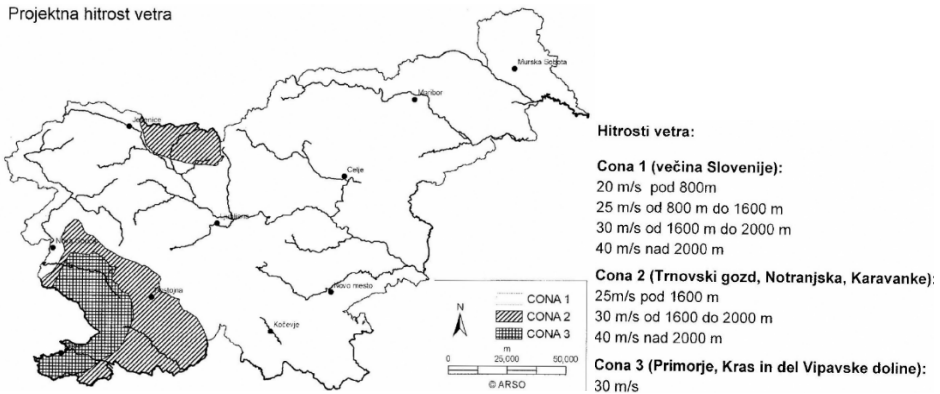 Projektna hitrost vetra
Murska Sobota
Maribor
Jesenice
Celje
Postojna
Novo mesto
Kočevje
N
CONA 1
CONA 2
CONA 3
m
0 25,000 50,000
© ARSO
Hitrosti vetra:
Cona 1 (večina Slovenije):
20 m/s pod 800m
25 m/s od 800 m do 1600 m
30 m/s od 1600 m do 2000 m
40 m/s nad 2000 m
Cona 2 (Trnovski gozd, Notranjska, Karavanke):
25m/s pod 1600 m
30 m/s od 1600 do 2000 m
40 m/s nad 2000 m
Cona 3 (Primorje, Kras in del Vipavske doline):
30 m/s